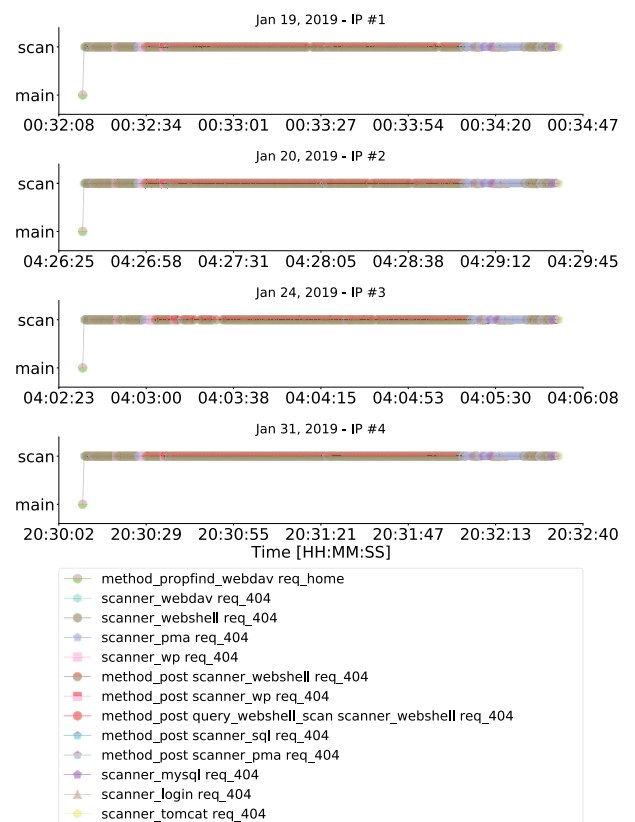 Jan 19, 2019 - IP #1
scan
main
00:32:08 00:32:34 00:33:01 00:33:27 00:33:54 00:34:20 00:34:47
Jan 20, 2019 - IP #2
scan
main
04:26:25 04:26:58 04:27:31 04:28:05 04:28:38 04:29:12 04:29:45
Jan 24, 2019 - IP #3
scan
main
04:02:23 04:03:00 04:03:38 04:04:15 04:04:53 04:05:30 04:06:08
Jan 31, 2019 - IP #4
scan
main
20:30:02 20:30:29 20:30:55 20:31:21 20:31:47 20:32:13 20:32:40
Time [HH:MM:SS]
method_propfind_webdav req_home
scanner_webdav req_404
scanner_webshell req_404
scanner_pma req_404
scanner_wp req_404
method_post scanner_webshell req_404
method_post scanner_wp req_404
method_post query_webshell_scan scanner_webshell req_404
method_post scanner_sql req_404
method_post scanner_pma req_404
scanner_mysql req_404
scanner_login req_404
scanner_tomcat req_404